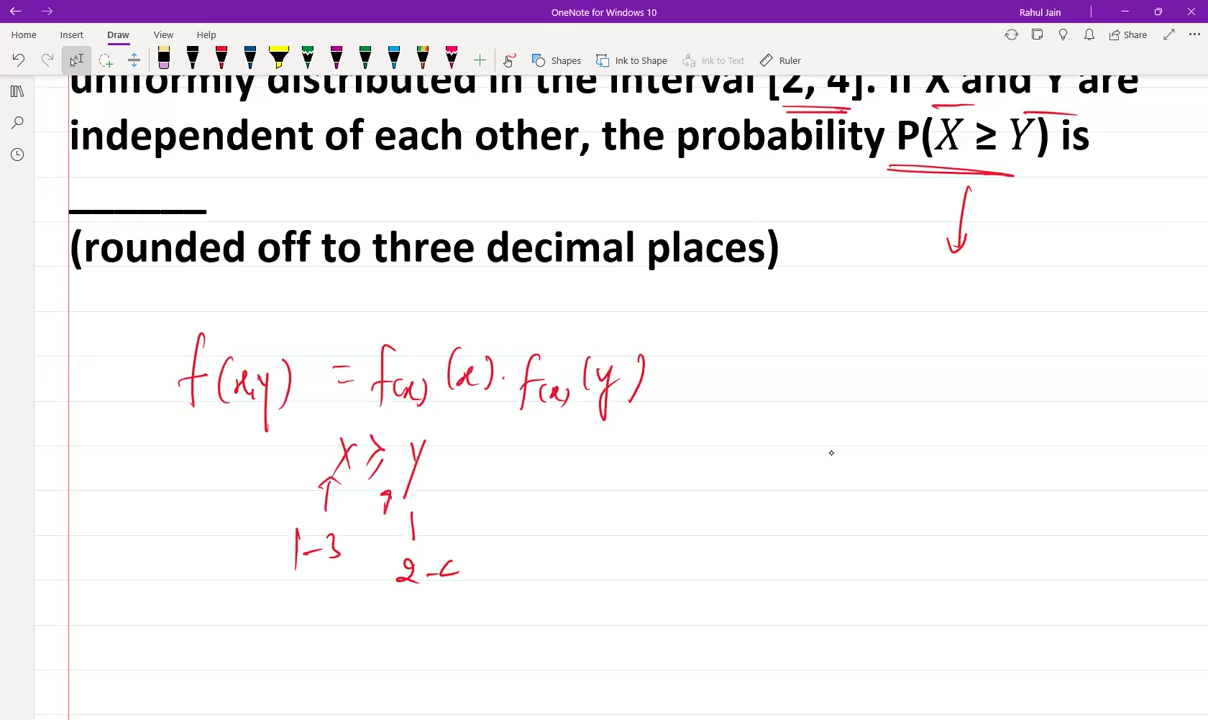 OneNote for Windows 10
Rahul Jain
Home Insert Draw View Help
Share
Shapes Ink to Shape Ink to Text Ruler
uniformly distributed in the interval [2, 4]. If X and Y are
independent of each other, the probability P(X ≥ Y) is
_______
(rounded off to three decimal places)
f(x,y) = f(x) (x) . f(x) (y)
X ≥ Y
1-3
2-